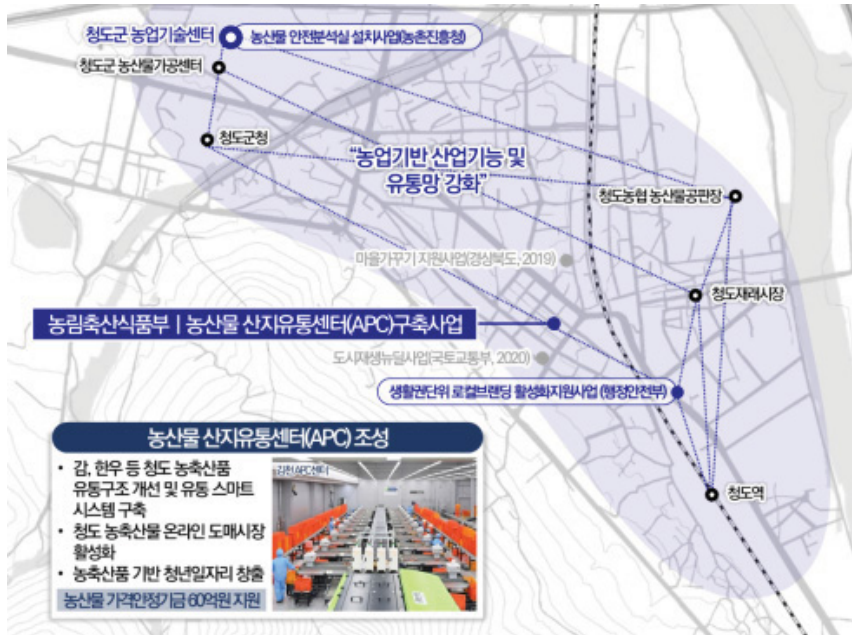 청도군 농업기술센터
농산물 안전분석실 설치사업(농촌진흥청)
청도군 농산물가공센터
청도군청
“농업기반 산업기능 및
유통망 강화”
청도농협 농산물공판장
마을가꾸기 지원사업(경상북도, 2019)
청도재래시장
농림축산식품부 | 농산물 산지유통센터(APC)구축사업
도시재생뉴딜사업(국토교통부, 2020)
생활권단위 로컬브랜딩 활성화지원사업 (행정안전부)
청도역
농산물 산지유통센터(APC) 조성
• 감, 한우 등 청도 농축산품
유통구조 개선 및 유통 스마트
시스템 구축
• 청도 농축산물 온라인 도매시장
활성화
• 농축산품 기반 청년일자리 창출
농산물 가격안정기금 60억원 지원
김천 APC센터